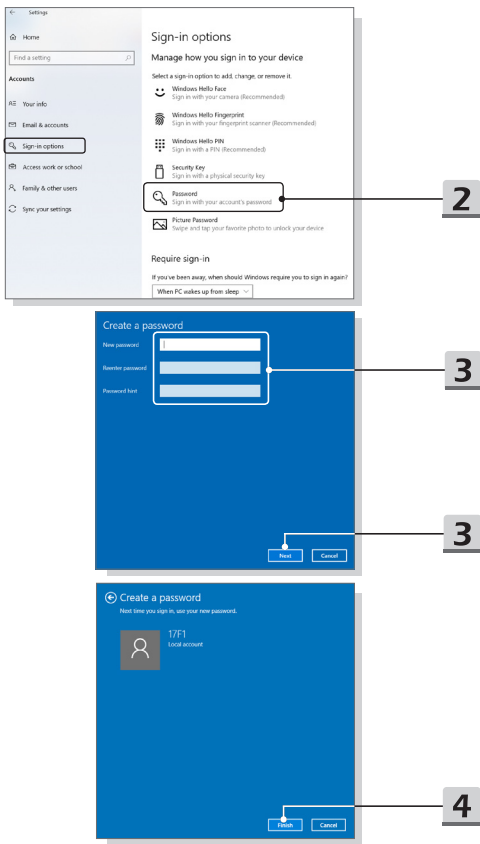 Settings
Home
Find a setting
Accounts
Your info
Email & accounts
Sign-in options
Access work or school
Family & other users
Sync your settings
Sign-in options
Manage how you sign in to your device
Select a sign-in option to add, change, or remove it.
Windows Hello Face
Sign in with your camera (Recommended)
Windows Hello Fingerprint
Sign in with your fingerprint scanner (Recommended)
Windows Hello PIN
Sign in with a PIN (Recommended)
Security Key
Sign in with a physical security key
Password
Sign in with your account's password
Picture Password
Swipe and tap your favorite photo to unlock your device
Require sign-in
If you've been away, when should Windows require you to sign in again?
When PC wakes up from sleep
2
Create a password
New password
Reenter password
Password hint
3
Next Cancel
3
Create a password
Next time you sign in, use your new password.
17F1
Local account
Finish Cancel
4